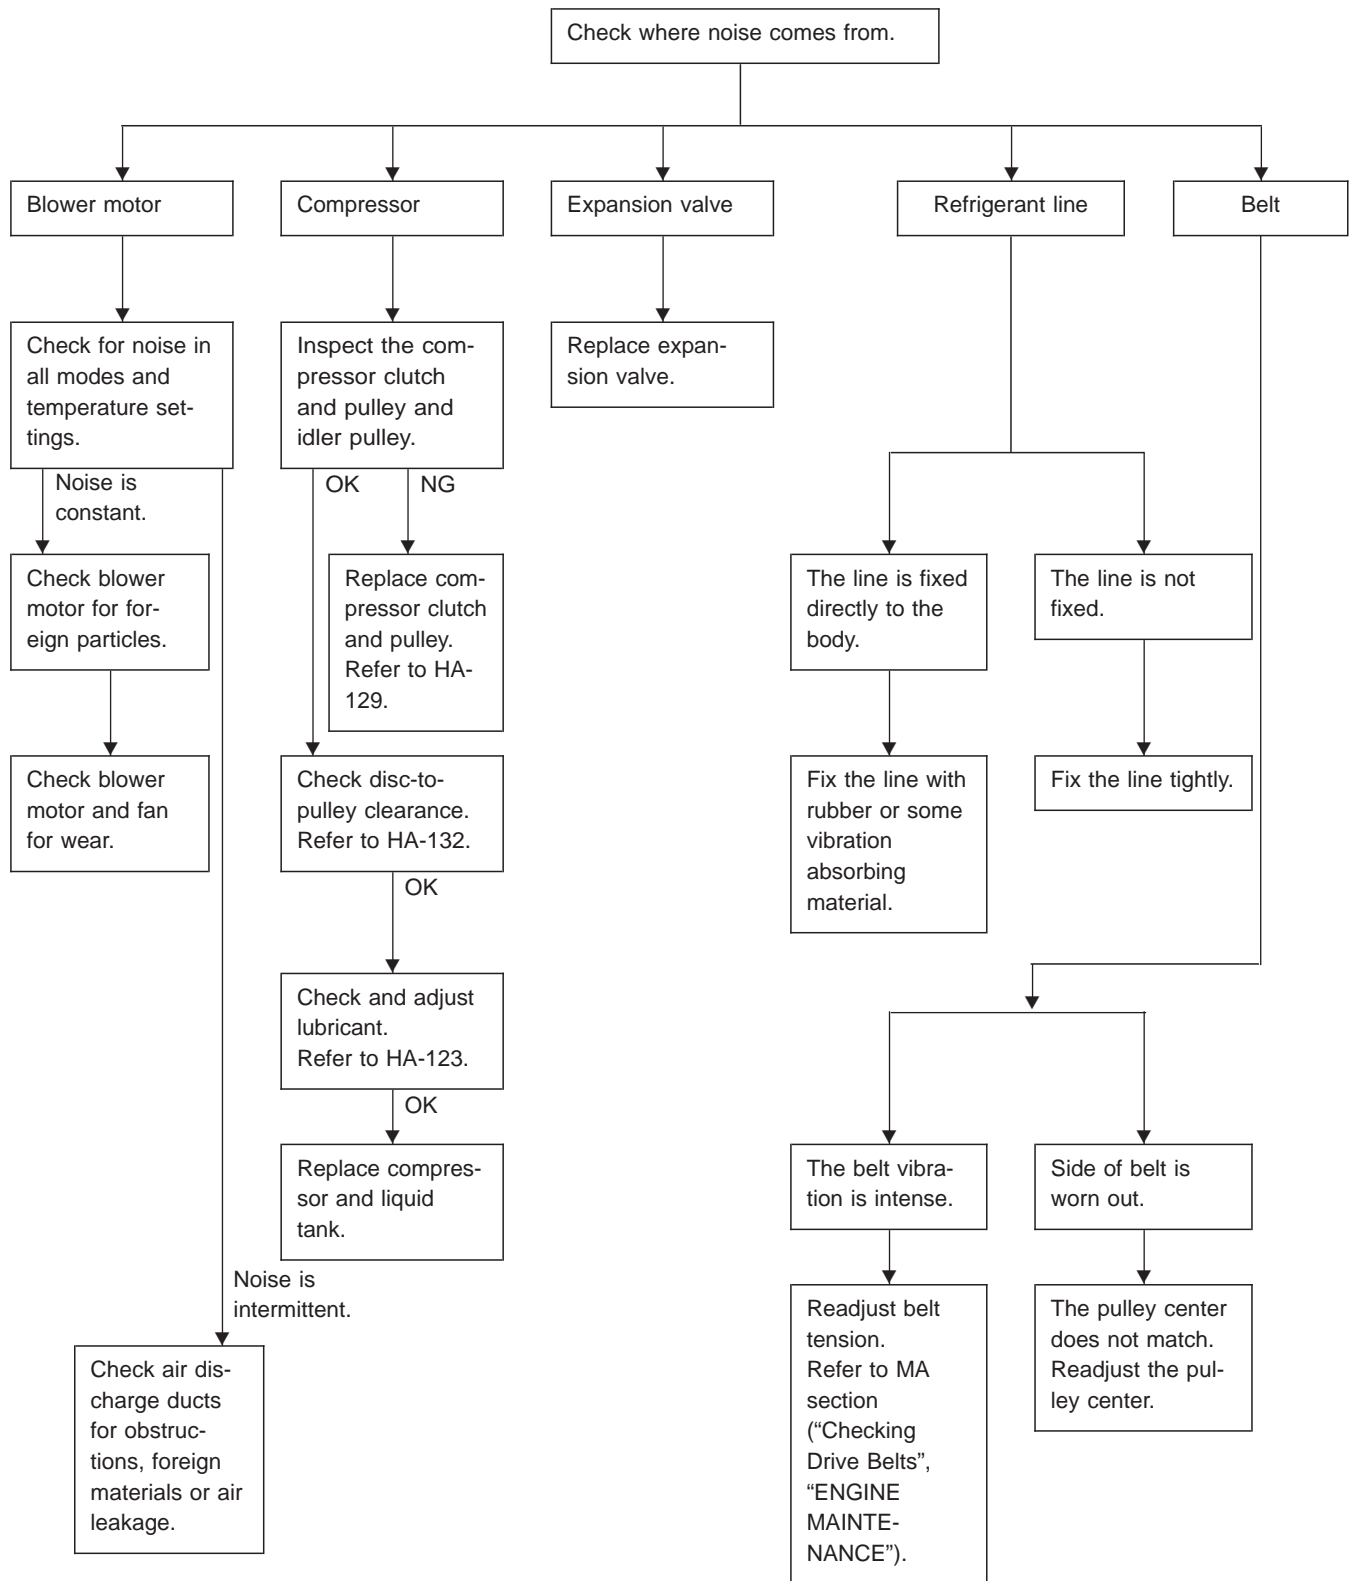 Check where noise comes from.
Blower motor
Compressor
Expansion valve
Refrigerant line
Belt
Check for noise in
all modes and
temperature set-
tings.
Inspect the com-
pressor clutch
and pulley and
idler pulley.
Replace expan-
sion valve.
Noise is
constant.
OK
NG
Check blower
motor for for-
eign particles.
Replace com-
pressor clutch
and pulley.
Refer to HA-
129.
The line is fixed
directly to the
body.
The line is not
fixed.
Check blower
motor and fan
for wear.
Check disc-to-
pulley clearance.
Refer to HA-132.
Fix the line with
rubber or some
vibration
absorbing
material.
Fix the line tightly.
OK
Check and adjust
lubricant.
Refer to HA-123.
OK
Replace compres-
sor and liquid
tank.
The belt vibra-
tion is intense.
Side of belt is
worn out.
Noise is
intermittent.
Check air dis-
charge ducts
for obstruc-
tions, foreign
materials or air
leakage.
Readjust belt
tension.
Refer to MA
section
(“Checking
Drive Belts”,
“ENGINE
MAINTE-
NANCE”).
The pulley center
does not match.
Readjust the pul-
ley center.